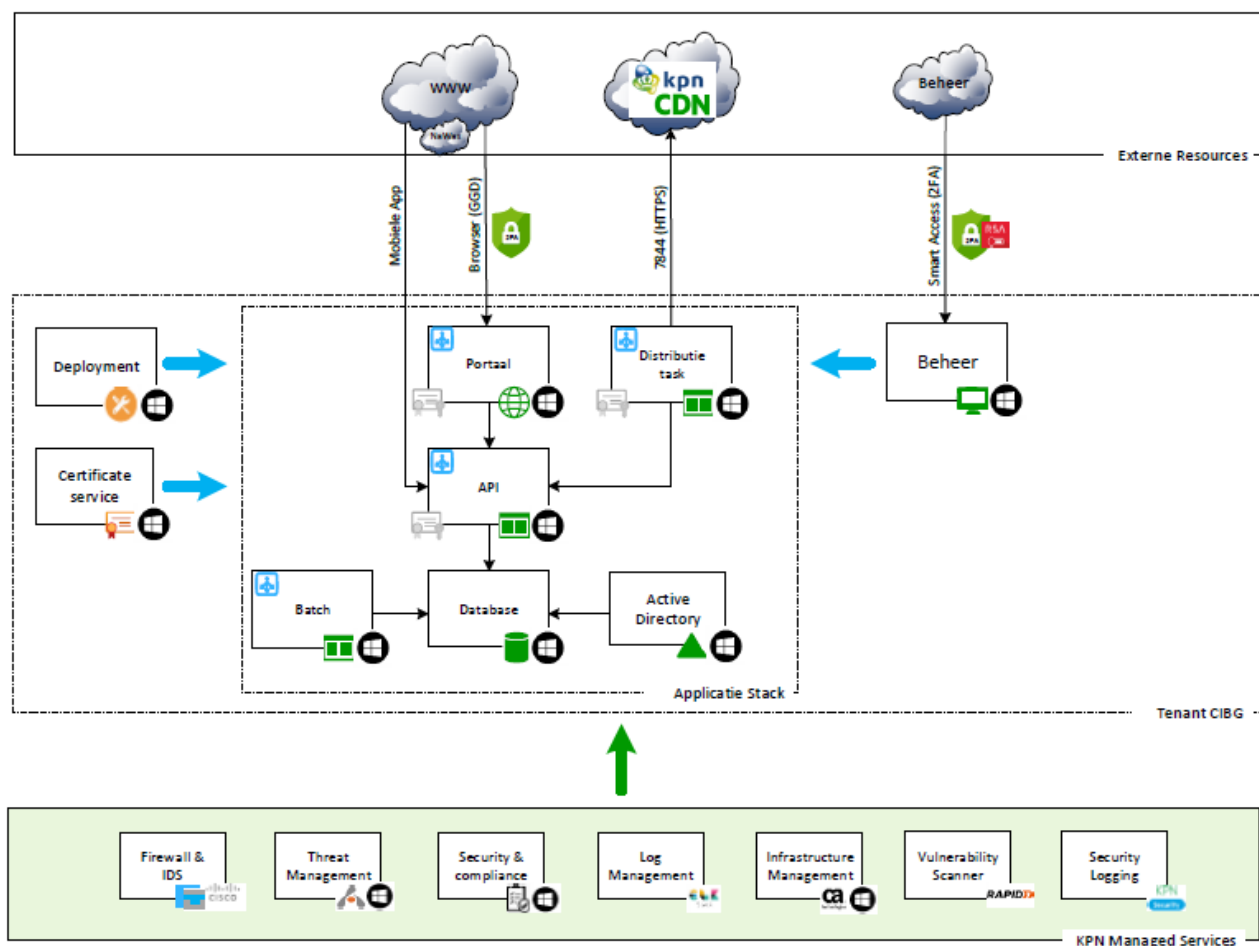 WWW
kpn
CDN
Beheer
Externe Resources
Mobiele App
Browser (GGD)
2FA
7844 (HTTPS)
Smart Access (2FA)
2FA
RSA
Deployment
Portaal
Distributie
task
Beheer
Certificate
service
API
Batch
Database
Active
Directory
Applicatie Stack
Tenant CIBG
Firewall &
IDS
CISCO
Threat
Management
Security &
compliance
Log
Management
Infrastructure
Management
ca
technologies
Vulnerability
Scanner
RAPID7
Security
Logging
KPN
Security
KPN Managed Services